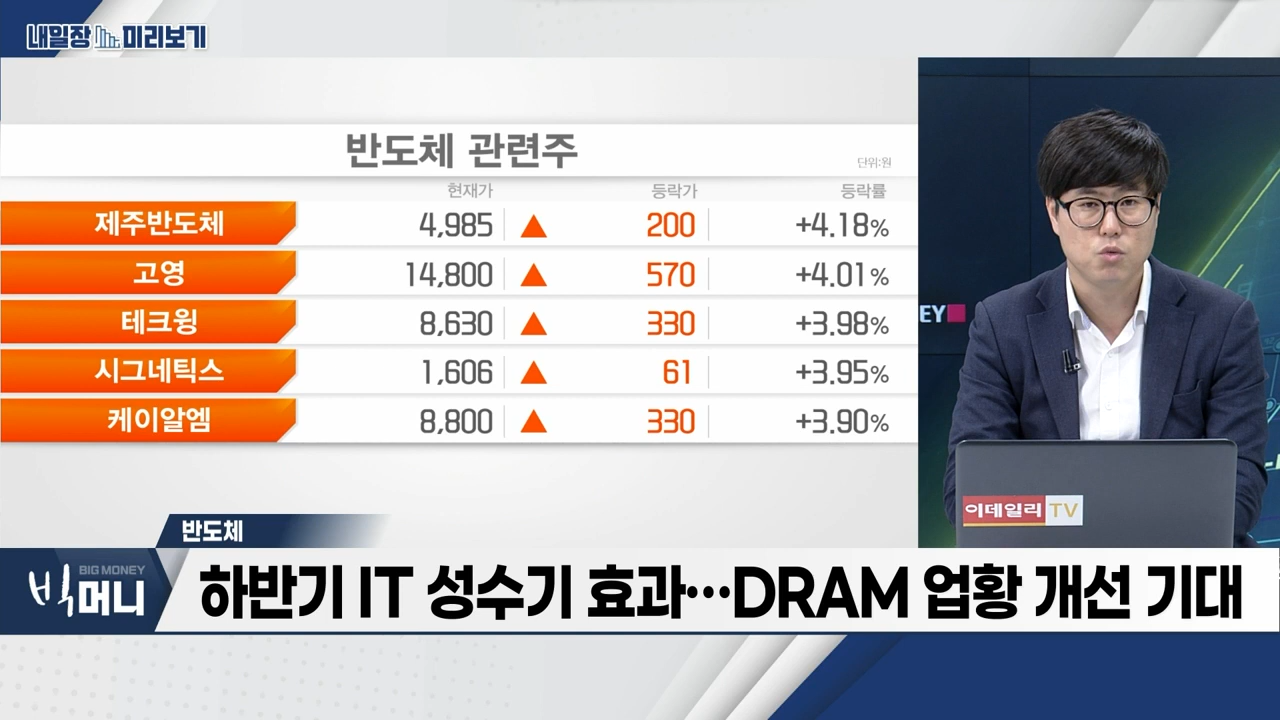 내일장 미리보기
반도체 관련주
단위:원
현재가 등락가 등락률
제주반도체 4,985 ▲ 200 +4.18%
고영 14,800 ▲ 570 +4.01%
테크윙 8,630 ▲ 330 +3.98%
시그네틱스 1,606 ▲ 61 +3.95%
케이알엠 8,800 ▲ 330 +3.90%
EY
이데일리 TV
반도체
BIG MONEY
빅머니
하반기 IT 성수기 효과…DRAM 업황 개선 기대